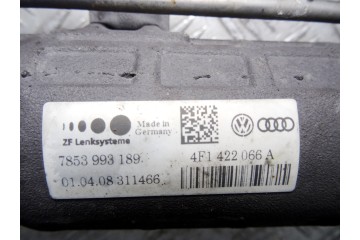 Made in
Germany
ZF Lenksysteme
7853 993 189
4F1 422 066 A
01.04.08 311466